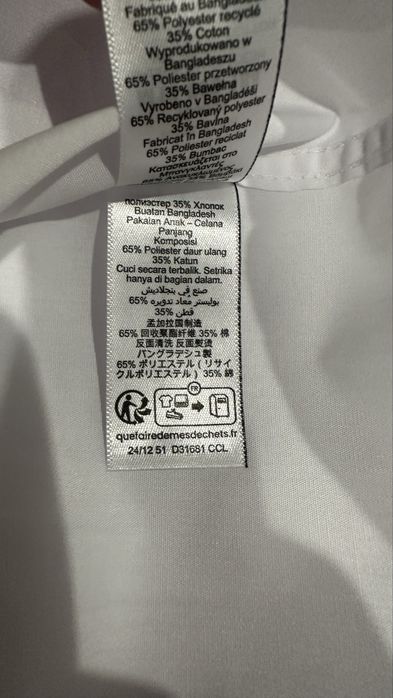 Fabriqué au Bangladesh
65% Polyester recyclé
35% Coton
Wyprodukowano w
Bangladeszu
65% Poliester przetworzony
35% Bawełna
Vyrobeno v Bangladéši
65% Recyklovaný polyester
35% Bavlna
Fabricat în Bangladesh
65% Poliester reciclat
35% Bumbac
Κατασκευάζεται στο
Μπανγκλαντές
полиэстер 35% Хлопок
Buatan Bangladesh
Pakaian Anak – Celana
Panjang
Komposisi
65% Poliester daur ulang
35% Katun
Cuci secara terbalik. Setrika
hanya di bagian dalam.
صنع في بنجلاديش
65% بوليستر معاد تدويره
35% قطن
孟加拉国制造
65% 回收聚酯纤维 35% 棉
反面清洗 反面熨烫
バングラデシュ製
65% ポリエステル（リサイ
クルポリエステル）35% 綿
FR
quefairedemesdechets.fr
24/12 51 D31681 CCL